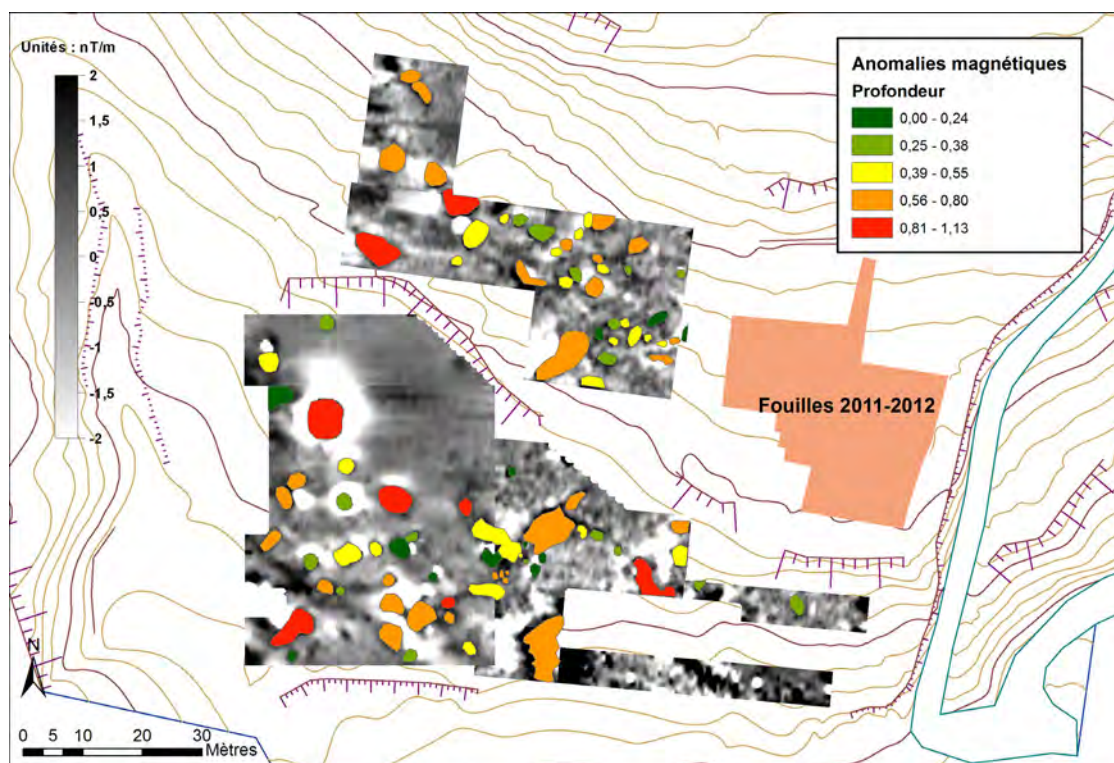 Unités : nT/m
2
1,5
1
0,5
0
-0,5
-1
-1,5
-2
Anomalies magnétiques
Profondeur
0,00 - 0,24
0,25 - 0,38
0,39 - 0,55
0,56 - 0,80
0,81 - 1,13
Fouilles 2011-2012
N
0 5 10 20 30
Mètres